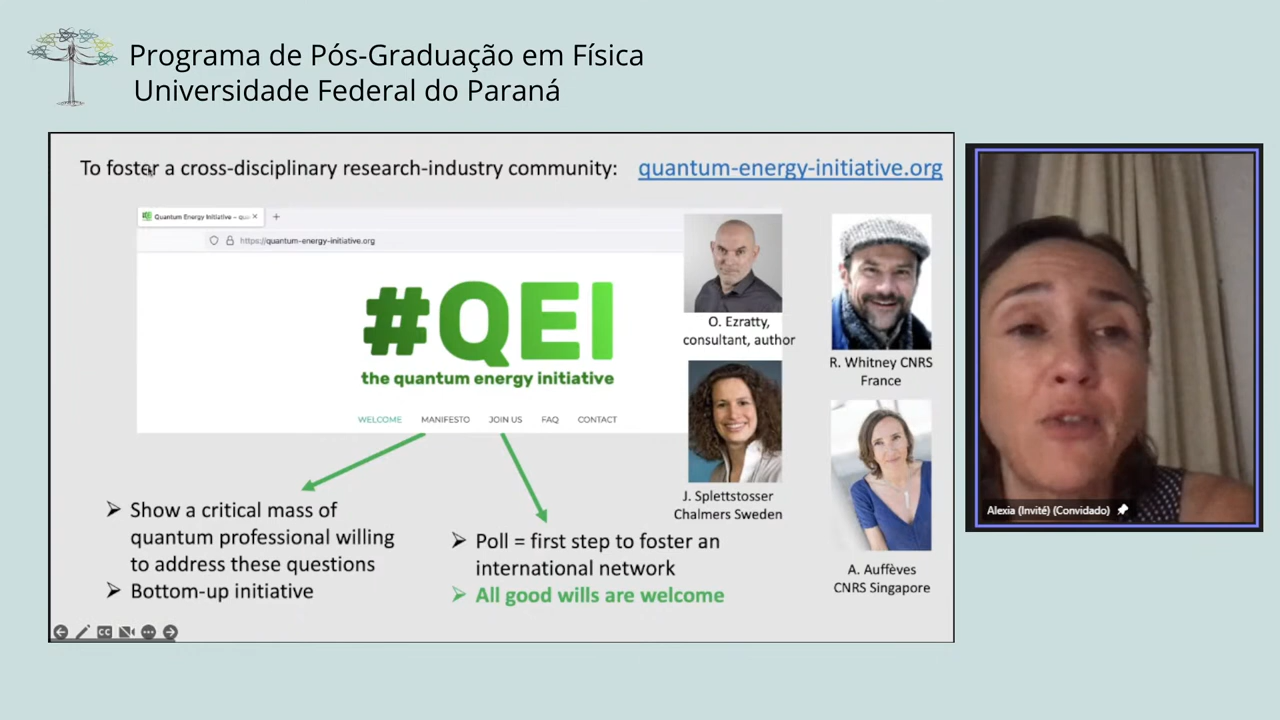 Programa de Pós-Graduação em Física
Universidade Federal do Paraná
To foster a cross-disciplinary research-industry community: quantum-energy-initiative.org
Quantum Energy Initiative – qua
https://quantum-energy-initiative.org
#QEI
the quantum energy initiative
WELCOME MANIFESTO JOIN US FAQ CONTACT
O. Ezratty,
consultant, author
R. Whitney CNRS
France
J. Splettstosser
Chalmers Sweden
A. Auffèves
CNRS Singapore
Show a critical mass of
quantum professional willing
to address these questions
Bottom-up initiative
Poll = first step to foster an
international network
All good wills are welcome
CC
Alexia (Invité) (Convidado)